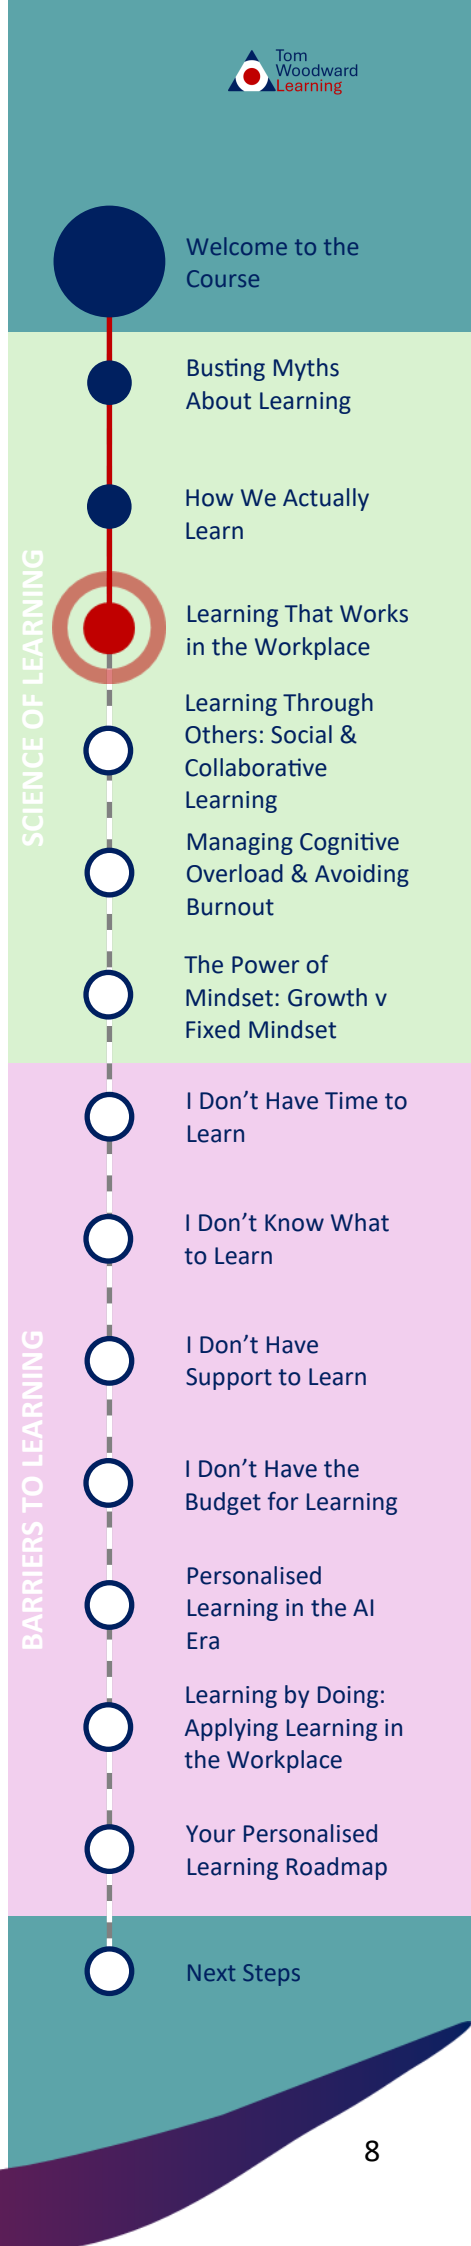 Tom
Woodward
Learning
Welcome to the
Course
SCIENCE OF LEARNING
Busting Myths
About Learning
How We Actually
Learn
Learning That Works
in the Workplace
Learning Through
Others: Social &
Collaborative
Learning
Managing Cognitive
Overload & Avoiding
Burnout
The Power of
Mindset: Growth v
Fixed Mindset
BARRIERS TO LEARNING
I Don’t Have Time to
Learn
I Don’t Know What
to Learn
I Don’t Have
Support to Learn
I Don’t Have the
Budget for Learning
Personalised
Learning in the AI
Era
Learning by Doing:
Applying Learning in
the Workplace
Your Personalised
Learning Roadmap
Next Steps
8